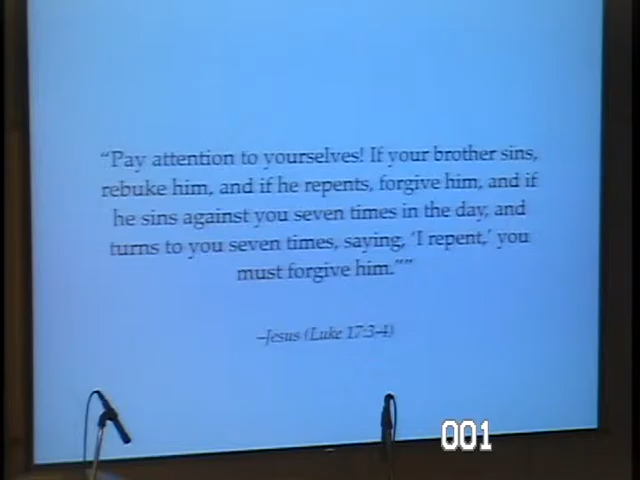 “Pay attention to yourselves! If your brother sins,
rebuke him, and if he repents, forgive him, and if
he sins against you seven times in the day, and
turns to you seven times, saying, ‘I repent,’ you
must forgive him.””
–Jesus (Luke 17:3-4)
001